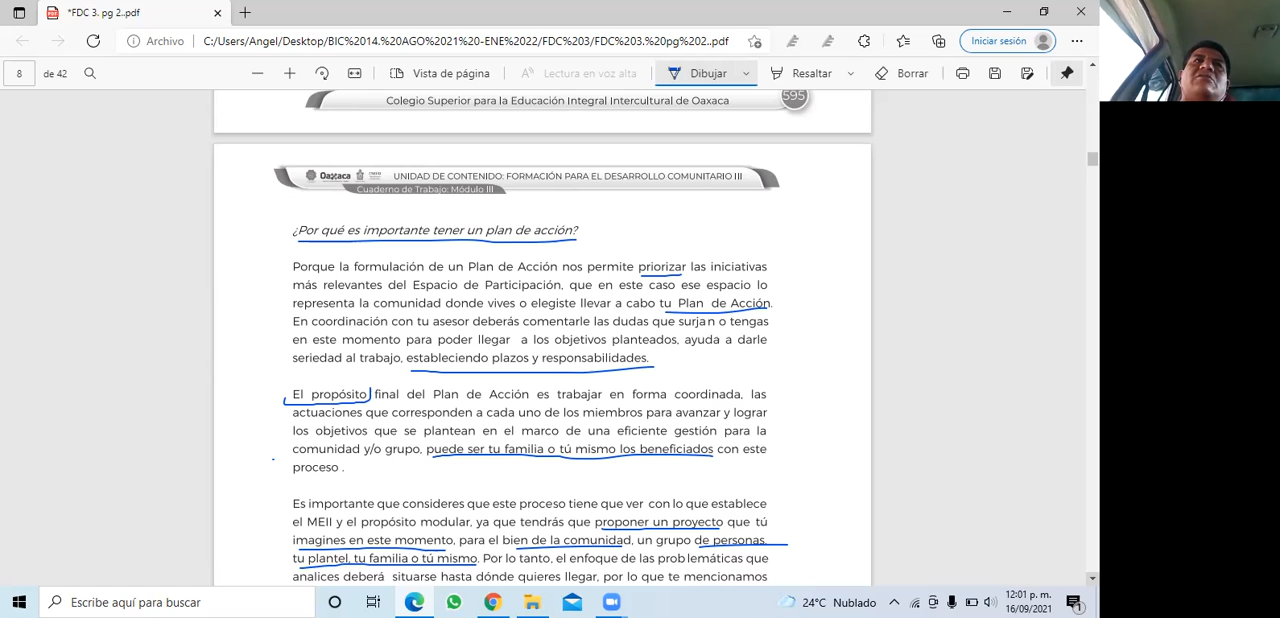 *FDC 3. pg 2..pdf
Archivo
C:/Users/Angel/Desktop/BIC%2014.%20AGO%2021%20-ENE%2022/FDC%203/FDC%203.%20pg%202..pdf
Iniciar sesión
8 de 42
Vista de página
Lectura en voz alta
Dibujar
Resaltar
Borrar
Colegio Superior para la Educación Integral Intercultural de Oaxaca 595
Oaxaca UNIDAD DE CONTENIDO: FORMACIÓN PARA EL DESARROLLO COMUNITARIO III
Cuaderno de Trabajo: Módulo III
¿Por qué es importante tener un plan de acción?
Porque la formulación de un Plan de Acción nos permite priorizar las iniciativas
más relevantes del Espacio de Participación, que en este caso ese espacio lo
representa la comunidad donde vives o elegiste llevar a cabo tu Plan de Acción.
En coordinación con tu asesor deberás comentarle las dudas que surjan o tengas
en este momento para poder llegar a los objetivos planteados, ayuda a darle
seriedad al trabajo, estableciendo plazos y responsabilidades.
El propósito final del Plan de Acción es trabajar en forma coordinada, las
actuaciones que corresponden a cada uno de los miembros para avanzar y lograr
los objetivos que se plantean en el marco de una eficiente gestión para la
comunidad y/o grupo, puede ser tu familia o tú mismo los beneficiados con este
proceso .
Es importante que consideres que este proceso tiene que ver con lo que establece
el MEII y el propósito modular, ya que tendrás que proponer un proyecto que tú
imagines en este momento, para el bien de la comunidad, un grupo de personas,
tu plantel, tu familia o tú mismo. Por lo tanto, el enfoque de las problemáticas que
analices deberá situarse hasta dónde quieres llegar, por lo que te mencionamos
Escribe aquí para buscar
24°C Nublado
12:01 p. m.
16/09/2021